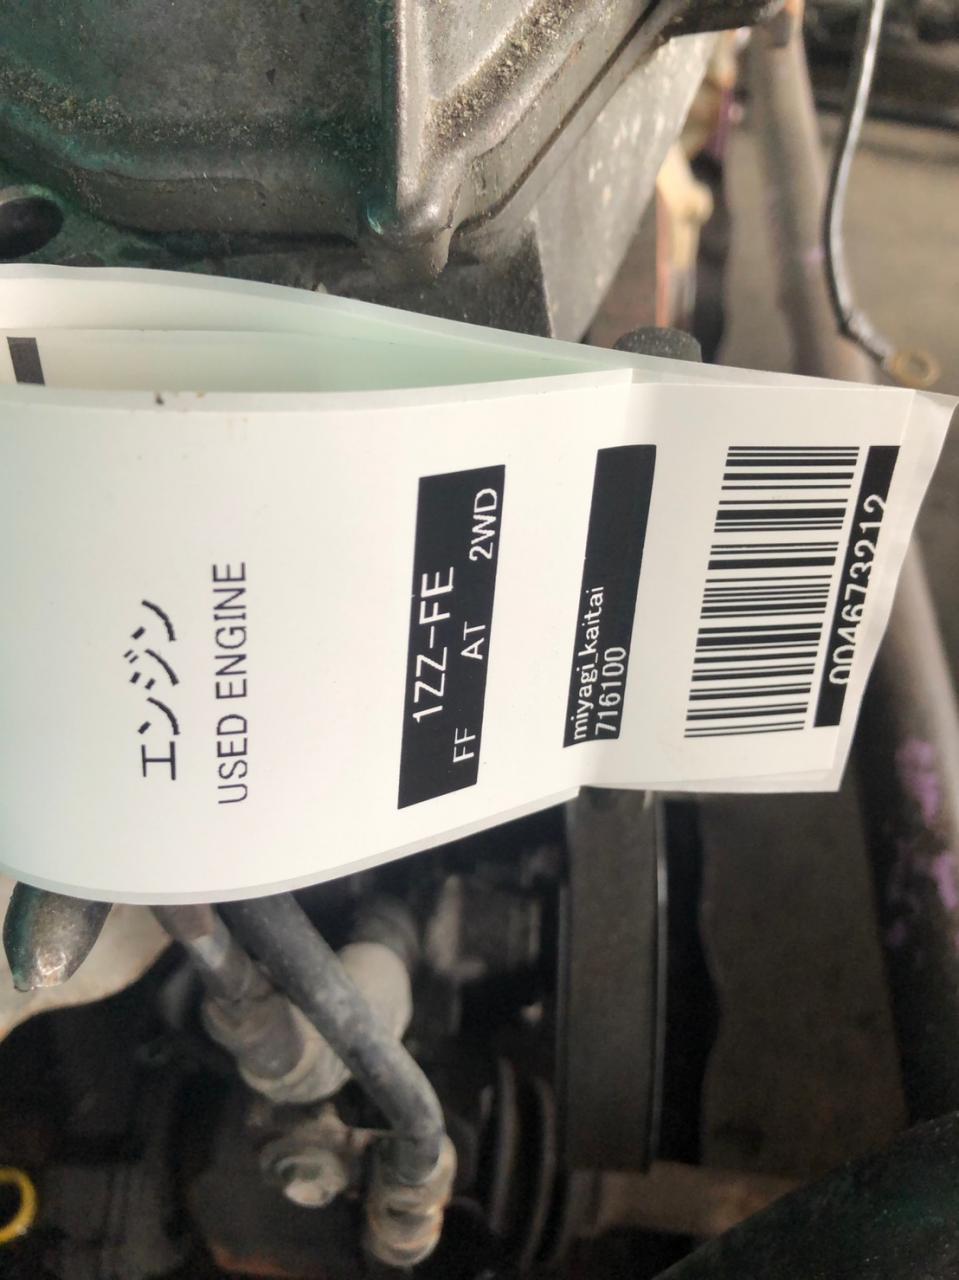 エンジン
USED ENGINE
1ZZ-FE
FF AT 2WD
miyagi_kaitai
716100
004673212